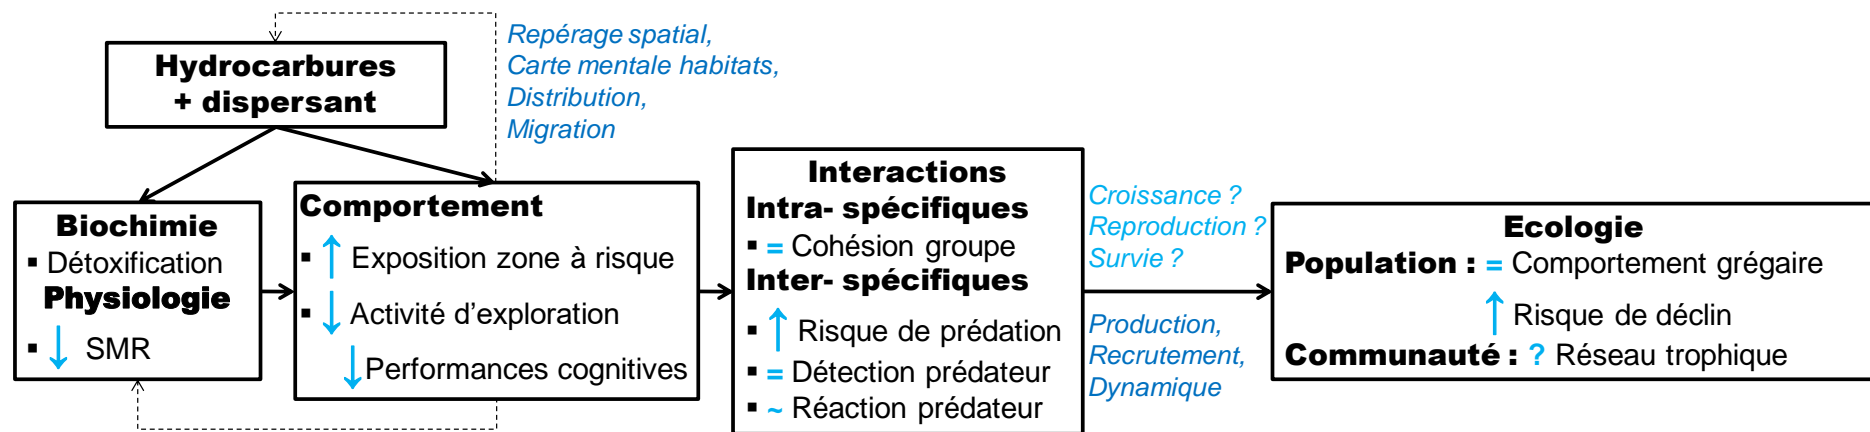 Hydrocarbures
+ dispersant
Repérage spatial,
Carte mentale habitats,
Distribution,
Migration
Biochimie
▪ Détoxification
Physiologie
▪ ↓ SMR
Comportement
▪ ↑ Exposition zone à risque
▪ ↓ Activité d'exploration
↓ Performances cognitives
Interactions
Intra- spécifiques
▪ = Cohésion groupe
Inter- spécifiques
▪ ↑ Risque de prédation
▪ = Détection prédateur
▪ ~ Réaction prédateur
Croissance ?
Reproduction ?
Survie ?
Production,
Recrutement,
Dynamique
Ecologie
Population : = Comportement grégaire
↑ Risque de déclin
Communauté : ? Réseau trophique